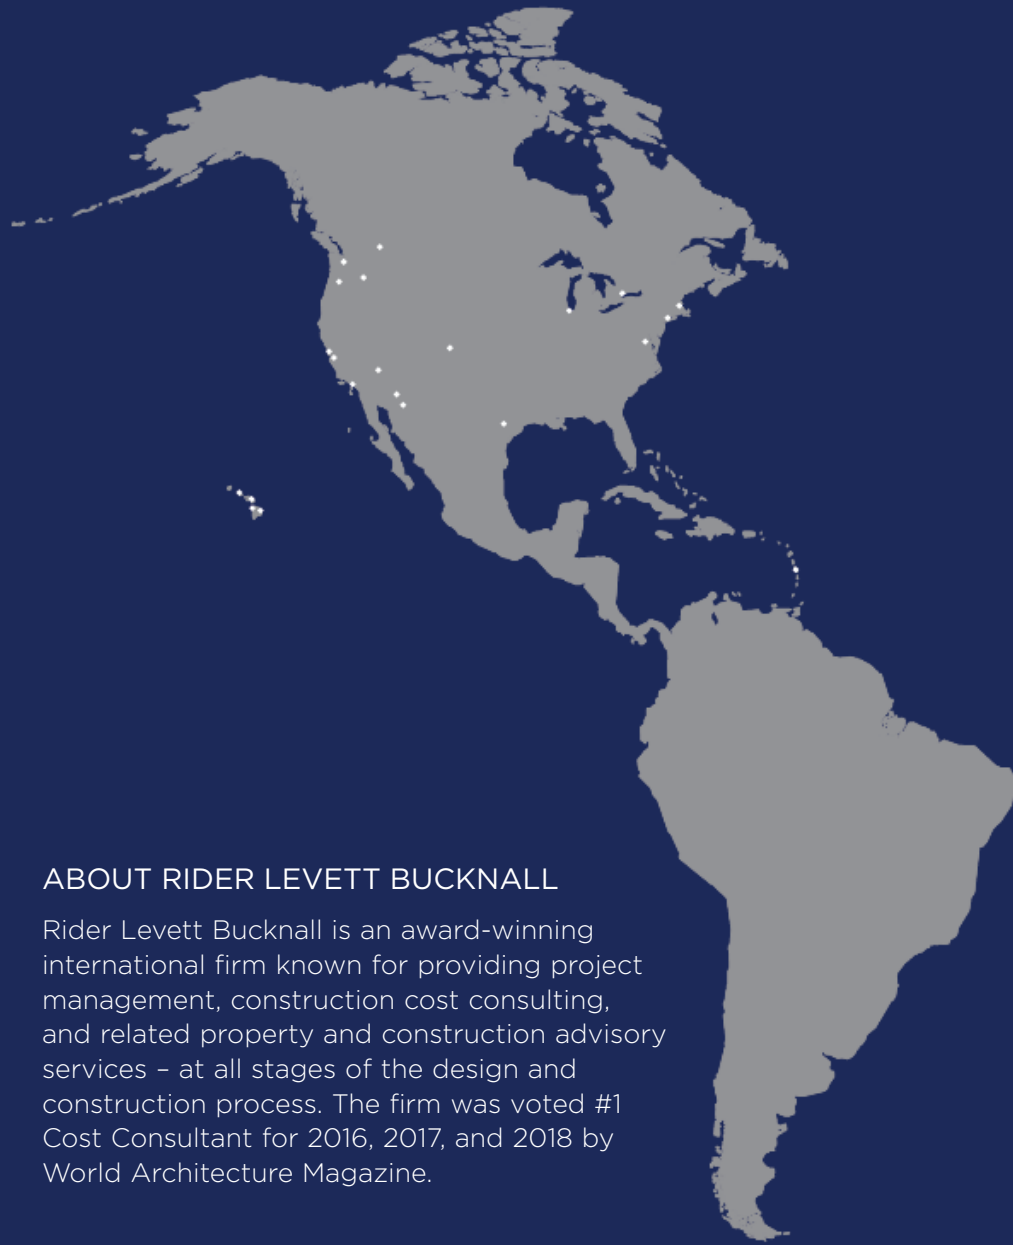 ABOUT RIDER LEVETT BUCKNALL
Rider Levett Bucknall is an award-winning
international firm known for providing project
management, construction cost consulting,
and related property and construction advisory
services – at all stages of the design and
construction process. The firm was voted #1
Cost Consultant for 2016, 2017, and 2018 by
World Architecture Magazine.